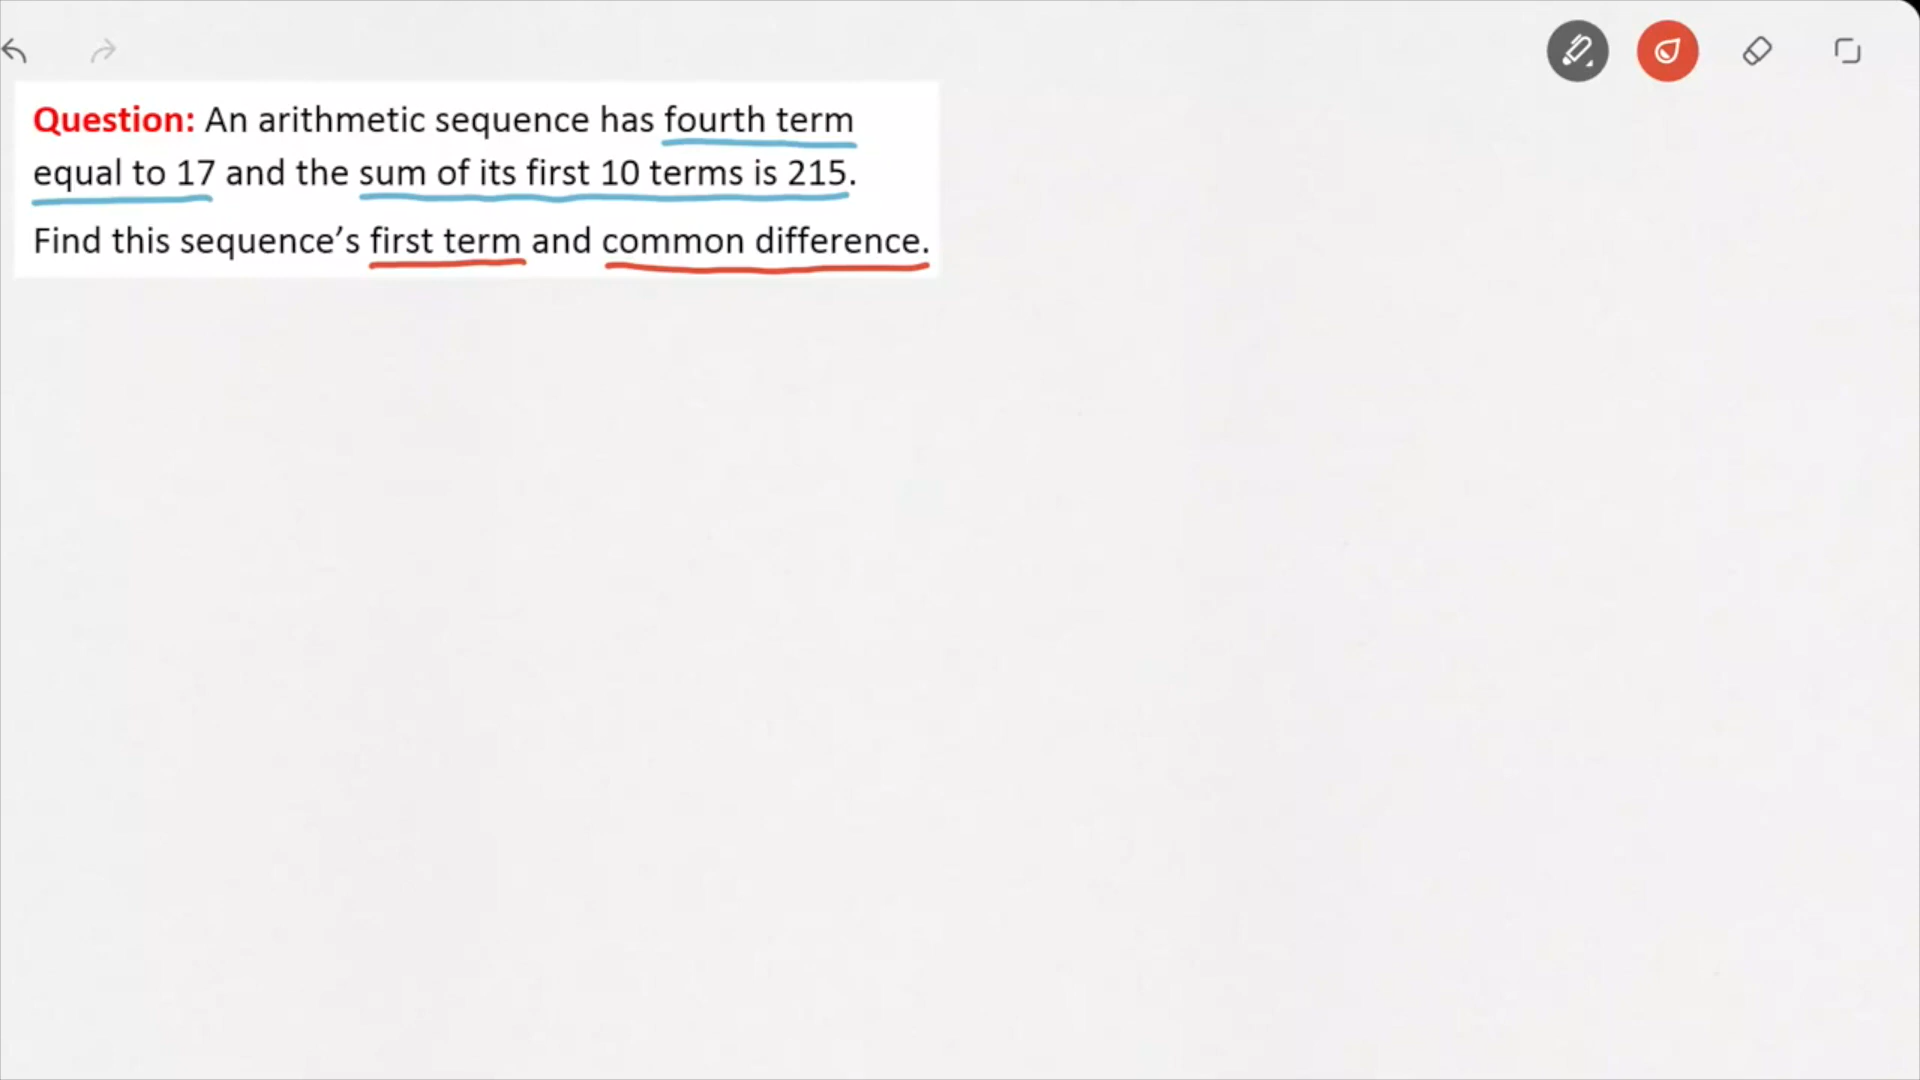 Question: An arithmetic sequence has fourth term
equal to 17 and the sum of its first 10 terms is 215.
Find this sequence’s first term and common difference.